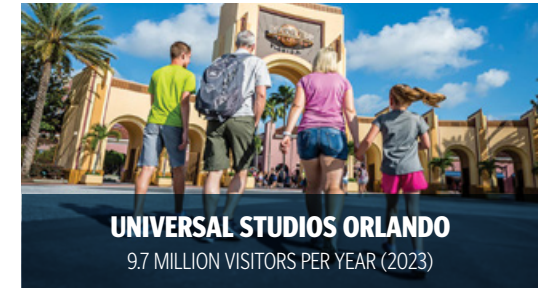 UNIVERSAL STUDIOS ORLANDO
9.7 MILLION VISITORS PER YEAR (2023)